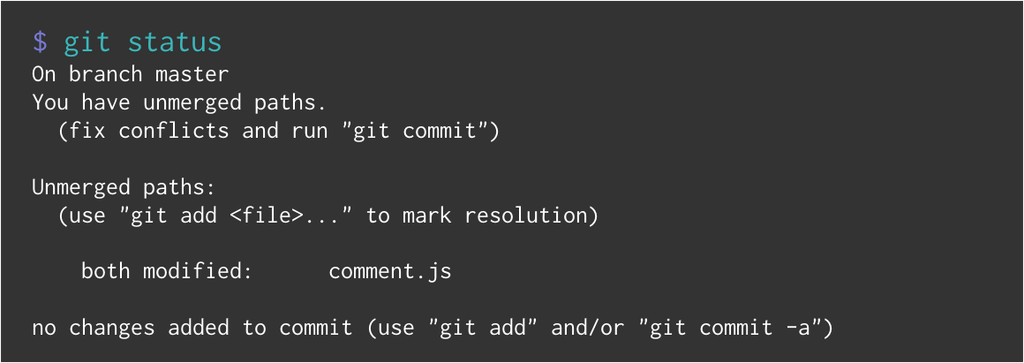 $ git status
On branch master
You have unmerged paths.
(fix conflicts and run "git commit")
Unmerged paths:
(use "git add <file>..." to mark resolution)
both modified: comment.js
no changes added to commit (use "git add" and/or "git commit -a")